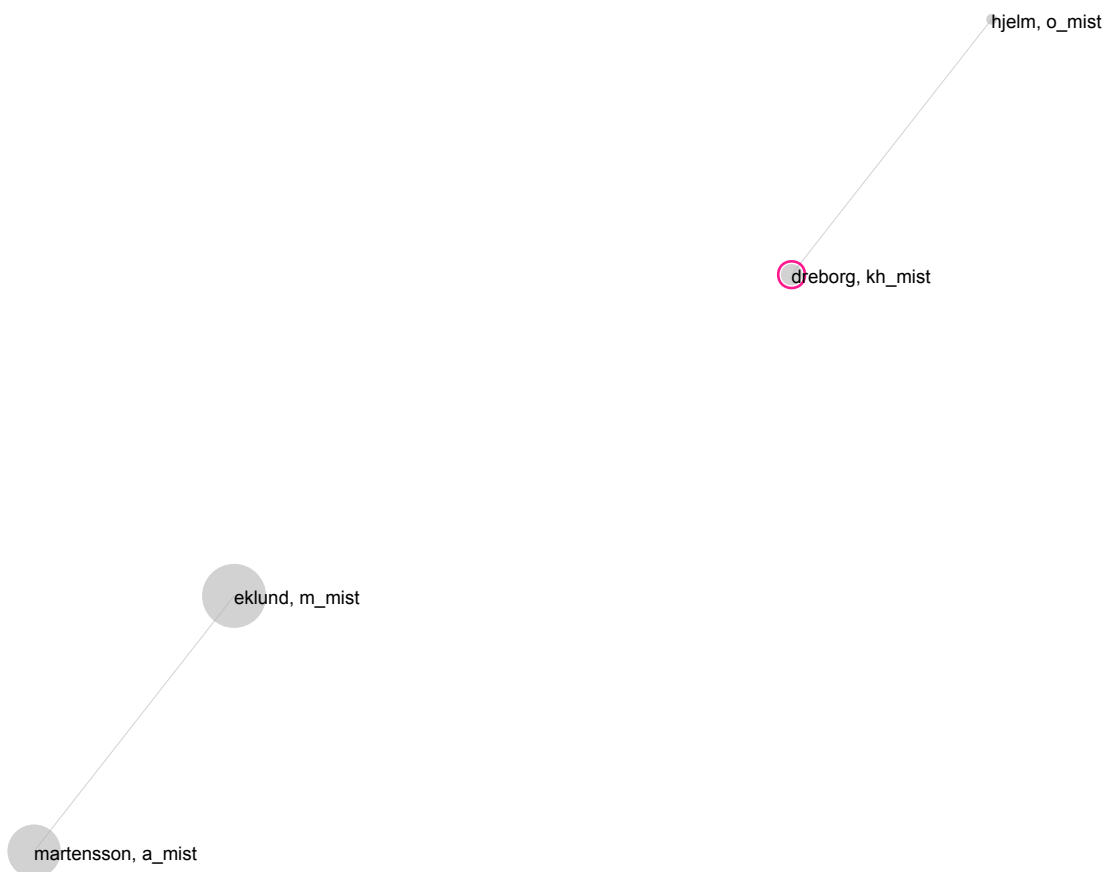 hjelm, o_mist
dreborg, kh_mist
eklund, m_mist
martensson, a_mist